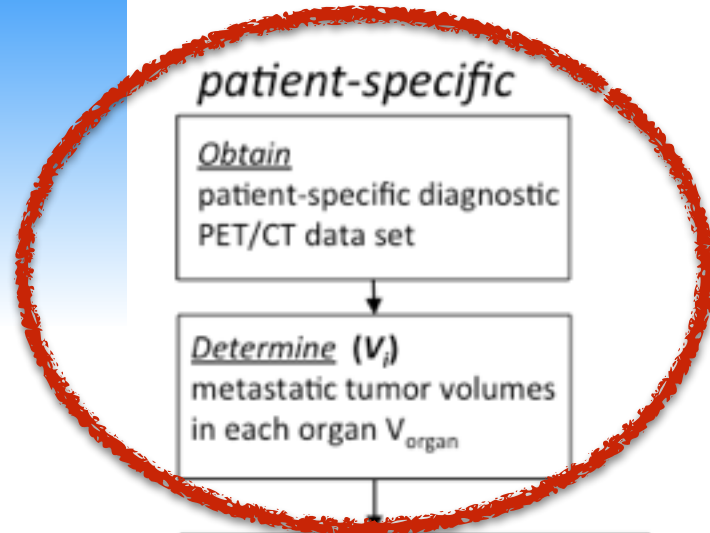 patient-specific
Obtain
patient-specific diagnostic
PET/CT data set
Determine (Vi)
metastatic tumor volumes
in each organ Vorgan